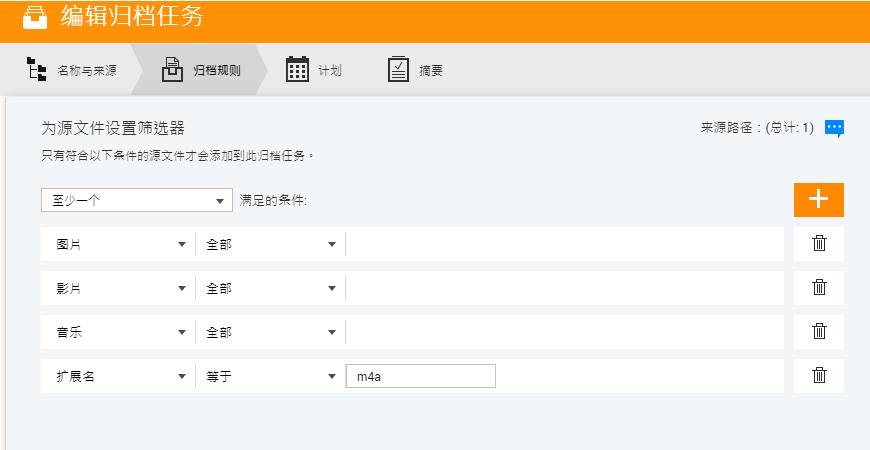 编辑归档任务
名称与来源 归档规则 计划 摘要
为源文件设置筛选器 来源路径：(总计: 1)
只有符合以下条件的源文件才会添加到此归档任务。
至少一个 满足的条件:
图片 全部
影片 全部
音乐 全部
扩展名 等于 m4a